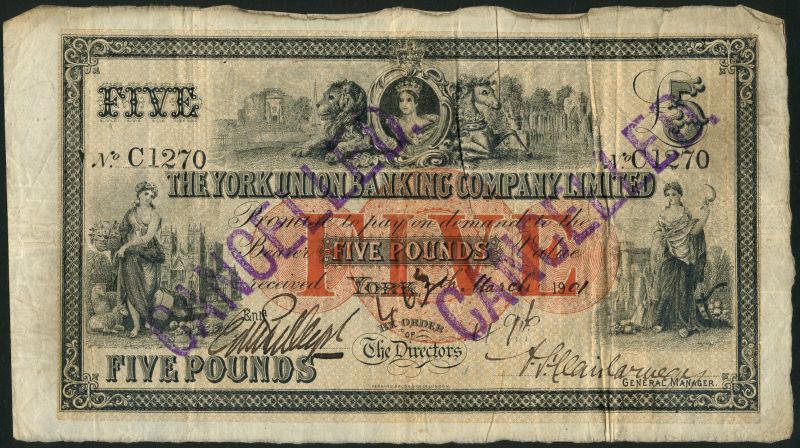 FIVE £5
No C1270 No C1270
THE YORK UNION BANKING COMPANY LIMITED
Promise to pay on demand to the
Bearer FIVE POUNDS Value
received YORK 7th March 1901
FIVE
CANCELLED.
CANCELLED.
Entd
BY ORDER
OF
The Directors
FIVE POUNDS
GENERAL MANAGER.